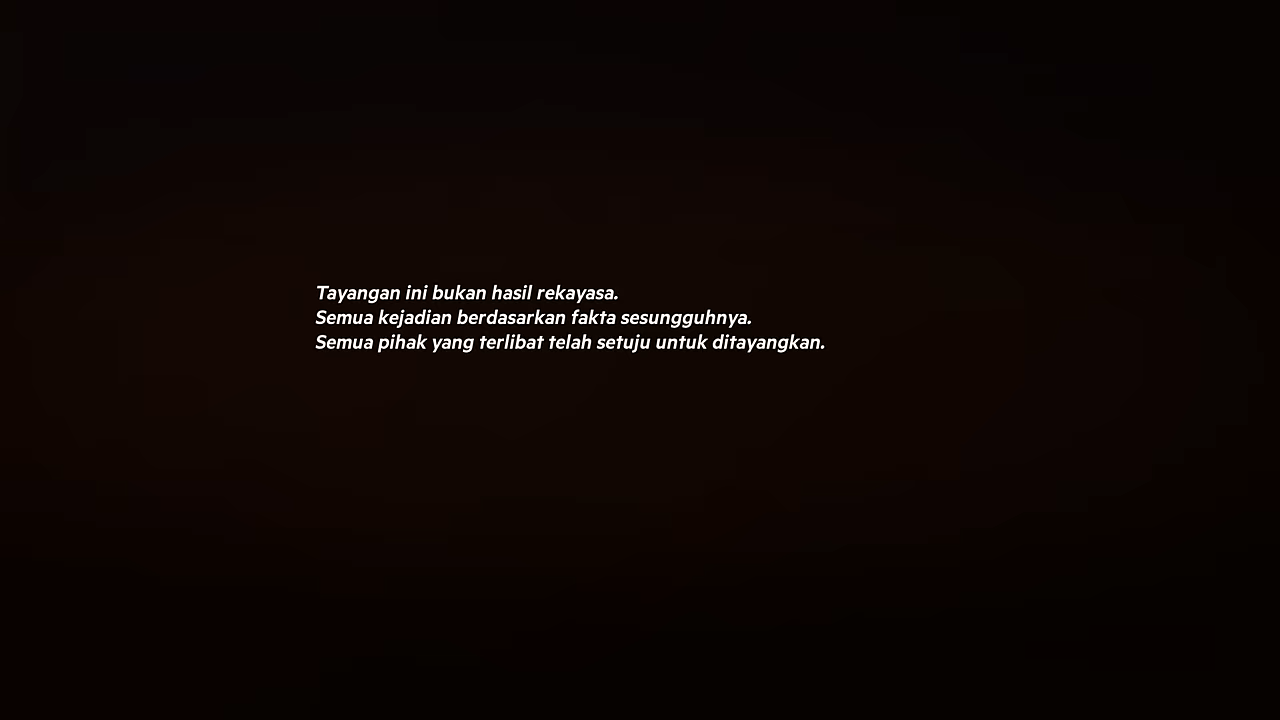 Tayangan ini bukan hasil rekayasa.
Semua kejadian berdasarkan fakta sesungguhnya.
Semua pihak yang terlibat telah setuju untuk ditayangkan.